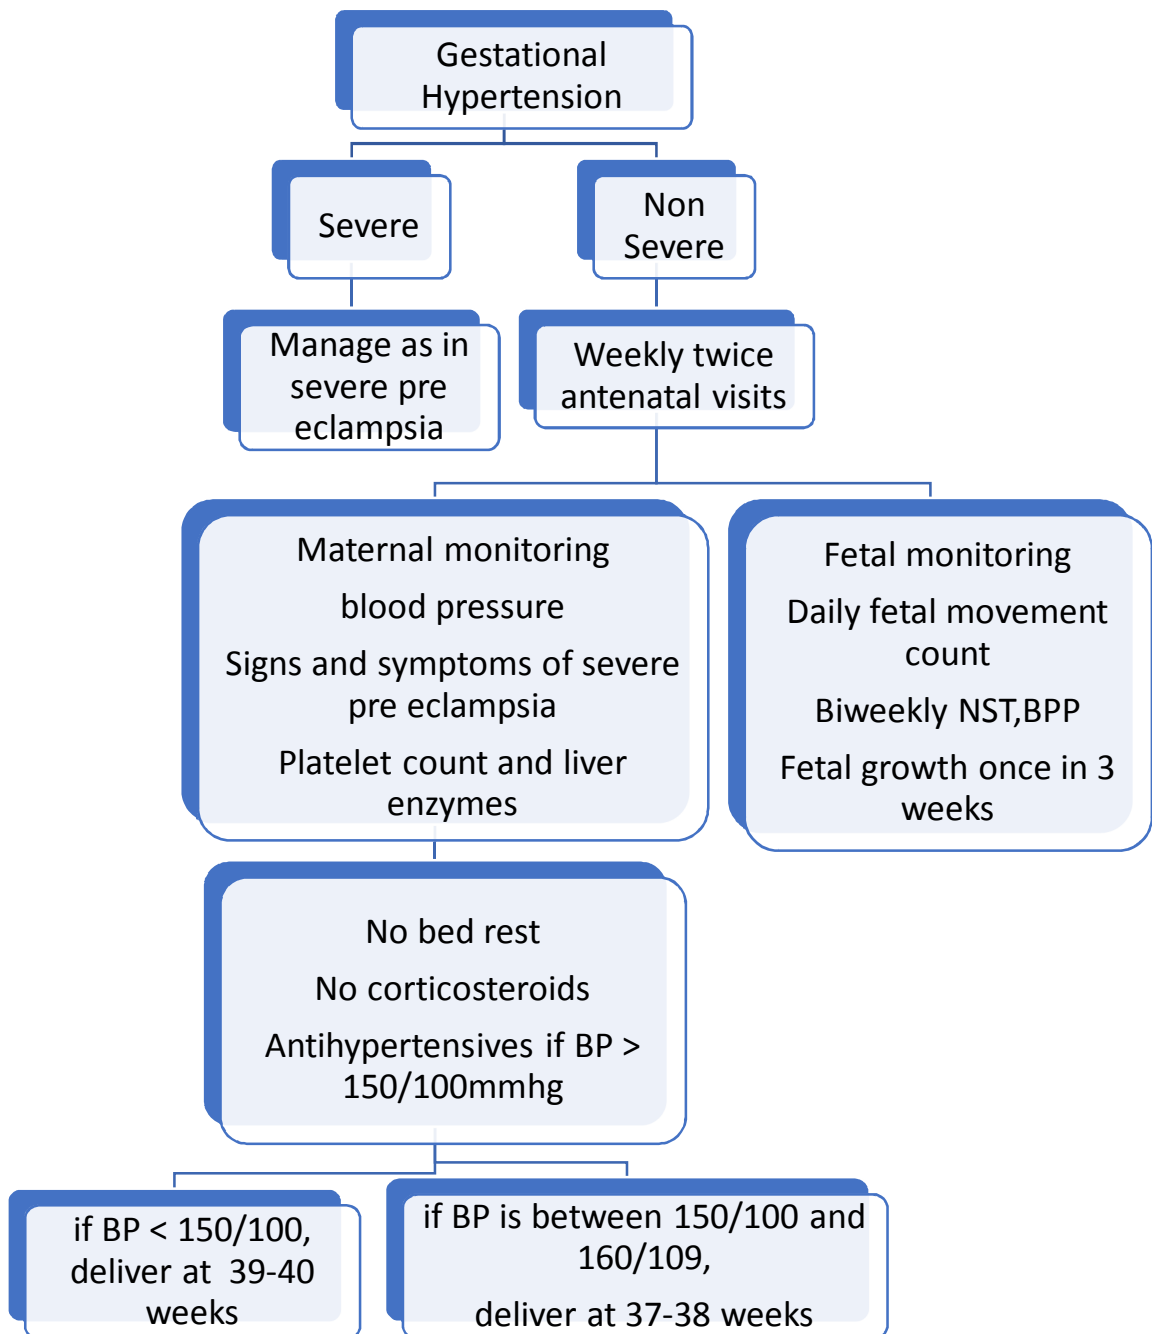 Gestational
Hypertension
Severe
Non
Severe
Manage as in
severe pre
eclampsia
Weekly twice
antenatal visits
Maternal monitoring
blood pressure
Signs and symptoms of severe
pre eclampsia
Platelet count and liver
enzymes
Fetal monitoring
Daily fetal movement
count
Biweekly NST,BPP
Fetal growth once in 3
weeks
No bed rest
No corticosteroids
Antihypertensives if BP >
150/100mmhg
if BP < 150/100,
deliver at 39-40
weeks
if BP is between 150/100 and
160/109,
deliver at 37-38 weeks